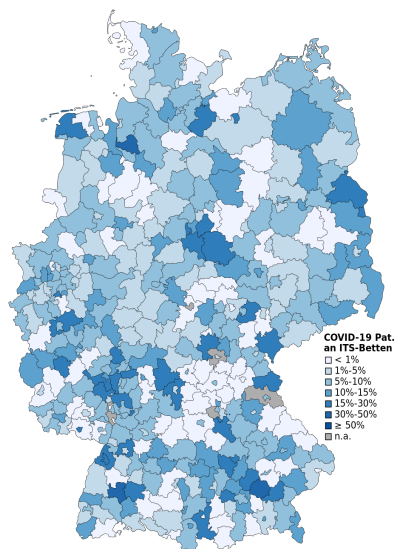 COVID-19 Pat.
an ITS-Betten
< 1%
1%-5%
5%-10%
10%-15%
15%-30%
30%-50%
≥ 50%
n.a.